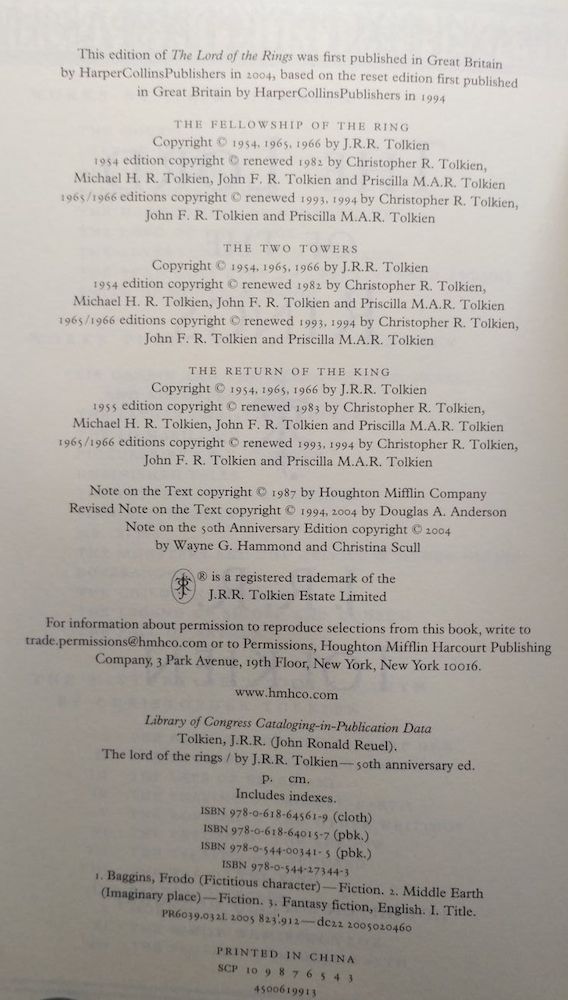 This edition of The Lord of the Rings was first published in Great Britain
by HarperCollinsPublishers in 2004, based on the reset edition first published
in Great Britain by HarperCollinsPublishers in 1994
THE FELLOWSHIP OF THE RING
Copyright © 1954, 1965, 1966 by J.R.R. Tolkien
1954 edition copyright © renewed 1982 by Christopher R. Tolkien,
Michael H. R. Tolkien, John F. R. Tolkien and Priscilla M.A.R. Tolkien
1965/1966 editions copyright © renewed 1993, 1994 by Christopher R. Tolkien,
John F. R. Tolkien and Priscilla M.A.R. Tolkien
THE TWO TOWERS
Copyright © 1954, 1965, 1966 by J.R.R. Tolkien
1954 edition copyright © renewed 1982 by Christopher R. Tolkien,
Michael H. R. Tolkien, John F. R. Tolkien and Priscilla M.A.R. Tolkien
1965/1966 editions copyright © renewed 1993, 1994 by Christopher R. Tolkien,
John F. R. Tolkien and Priscilla M.A.R. Tolkien
THE RETURN OF THE KING
Copyright © 1954, 1965, 1966 by J.R.R. Tolkien
1955 edition copyright © renewed 1983 by Christopher R. Tolkien,
Michael H. R. Tolkien, John F. R. Tolkien and Priscilla M.A.R. Tolkien
1965/1966 editions copyright © renewed 1993, 1994 by Christopher R. Tolkien,
John F. R. Tolkien and Priscilla M.A.R. Tolkien
Note on the Text copyright © 1987 by Houghton Mifflin Company
Revised Note on the Text copyright © 1994, 2004 by Douglas A. Anderson
Note on the 50th Anniversary Edition copyright © 2004
by Wayne G. Hammond and Christina Scull
® is a registered trademark of the
J.R.R. Tolkien Estate Limited
For information about permission to reproduce selections from this book, write to
trade.permissions@hmhco.com or to Permissions, Houghton Mifflin Harcourt Publishing
Company, 3 Park Avenue, 19th Floor, New York, New York 10016.
www.hmhco.com
Library of Congress Cataloging-in-Publication Data
Tolkien, J.R.R. (John Ronald Reuel).
The lord of the rings / by J.R.R. Tolkien—50th anniversary ed.
p. cm.
Includes indexes.
ISBN 978-0-618-64561-9 (cloth)
ISBN 978-0-618-64015-7 (pbk.)
ISBN 978-0-544-00341-5 (pbk.)
ISBN 978-0-544-27344-3
1. Baggins, Frodo (Fictitious character)—Fiction. 2. Middle Earth
(Imaginary place)—Fiction. 3. Fantasy fiction, English. I. Title.
PR6039.032L 2005 823'.912—dc22 2005020460
PRINTED IN CHINA
SCP 10 9 8 7 6 5 4 3
4500619913